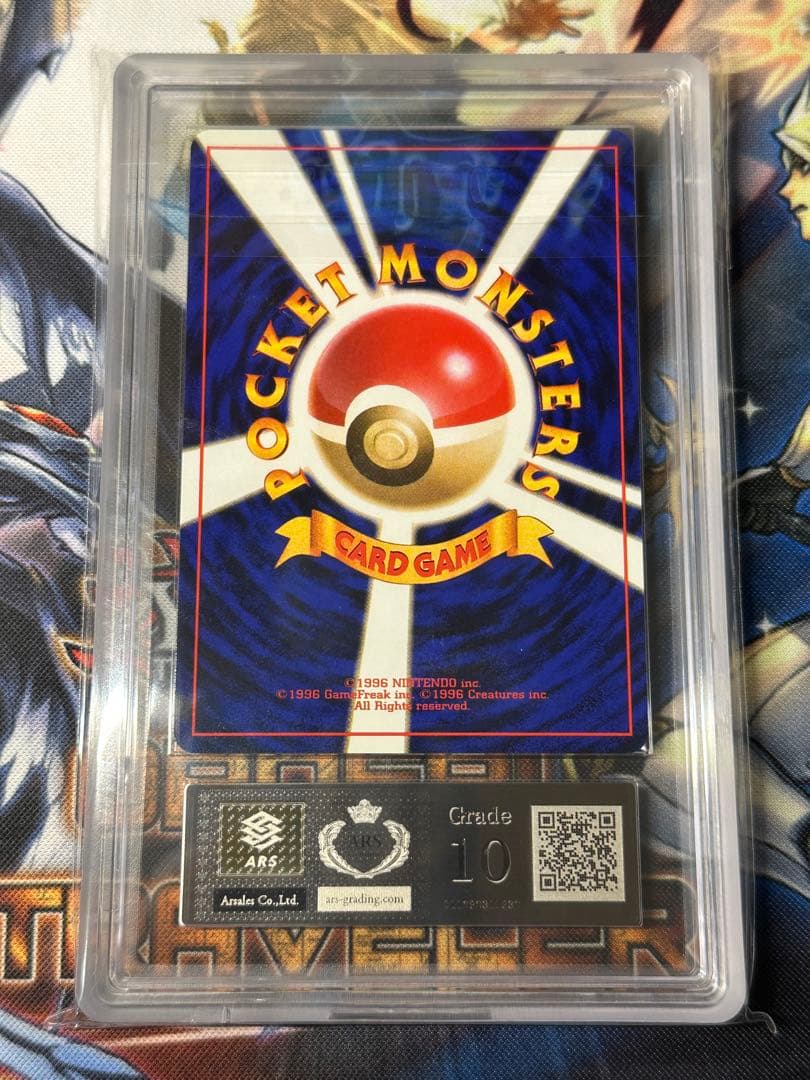 POCKET MONSTERS
CARD GAME
©1996 NINTENDO inc.
©1996 GameFreak inc. ©1996 Creatures inc.
All Rights reserved.
ARS
Arsales Co.,Ltd.
ARS
ars-grading.com
Grade
10
TRAVELER